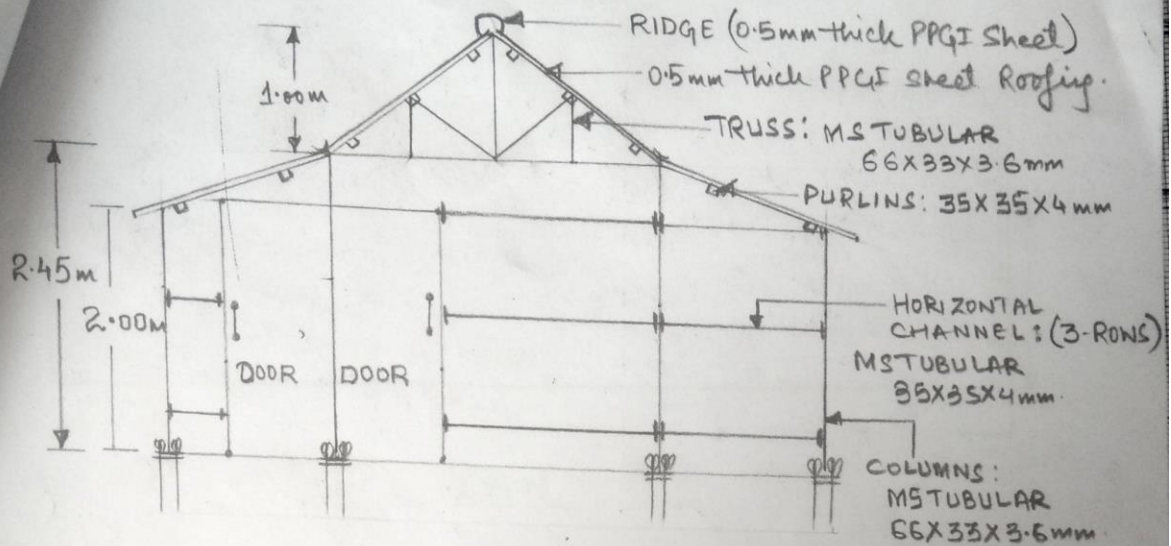 RIDGE (0.5mm thick PPGI Sheet)
0.5mm thick PPGI Sheet Roofing.
1.00m
TRUSS: MS TUBULAR
66X33X3.6mm
PURLINS: 35X35X4mm
2.45m
2.00m
HORIZONTAL
CHANNEL: (3-ROWS)
MS TUBULAR
35X35X4mm.
DOOR DOOR
COLUMNS:
MS TUBULAR
66X33X3.6mm.